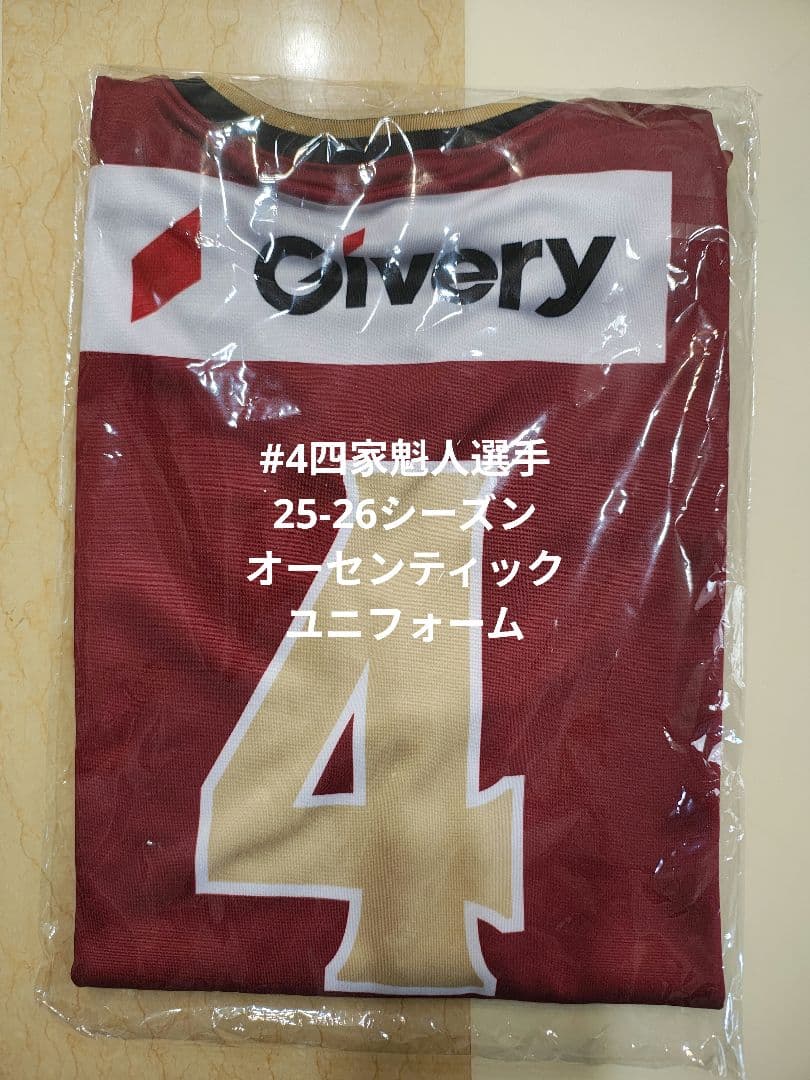 Givery
#4四家魁人選手
25-26シーズン
オーセンティック
ユニフォーム
4